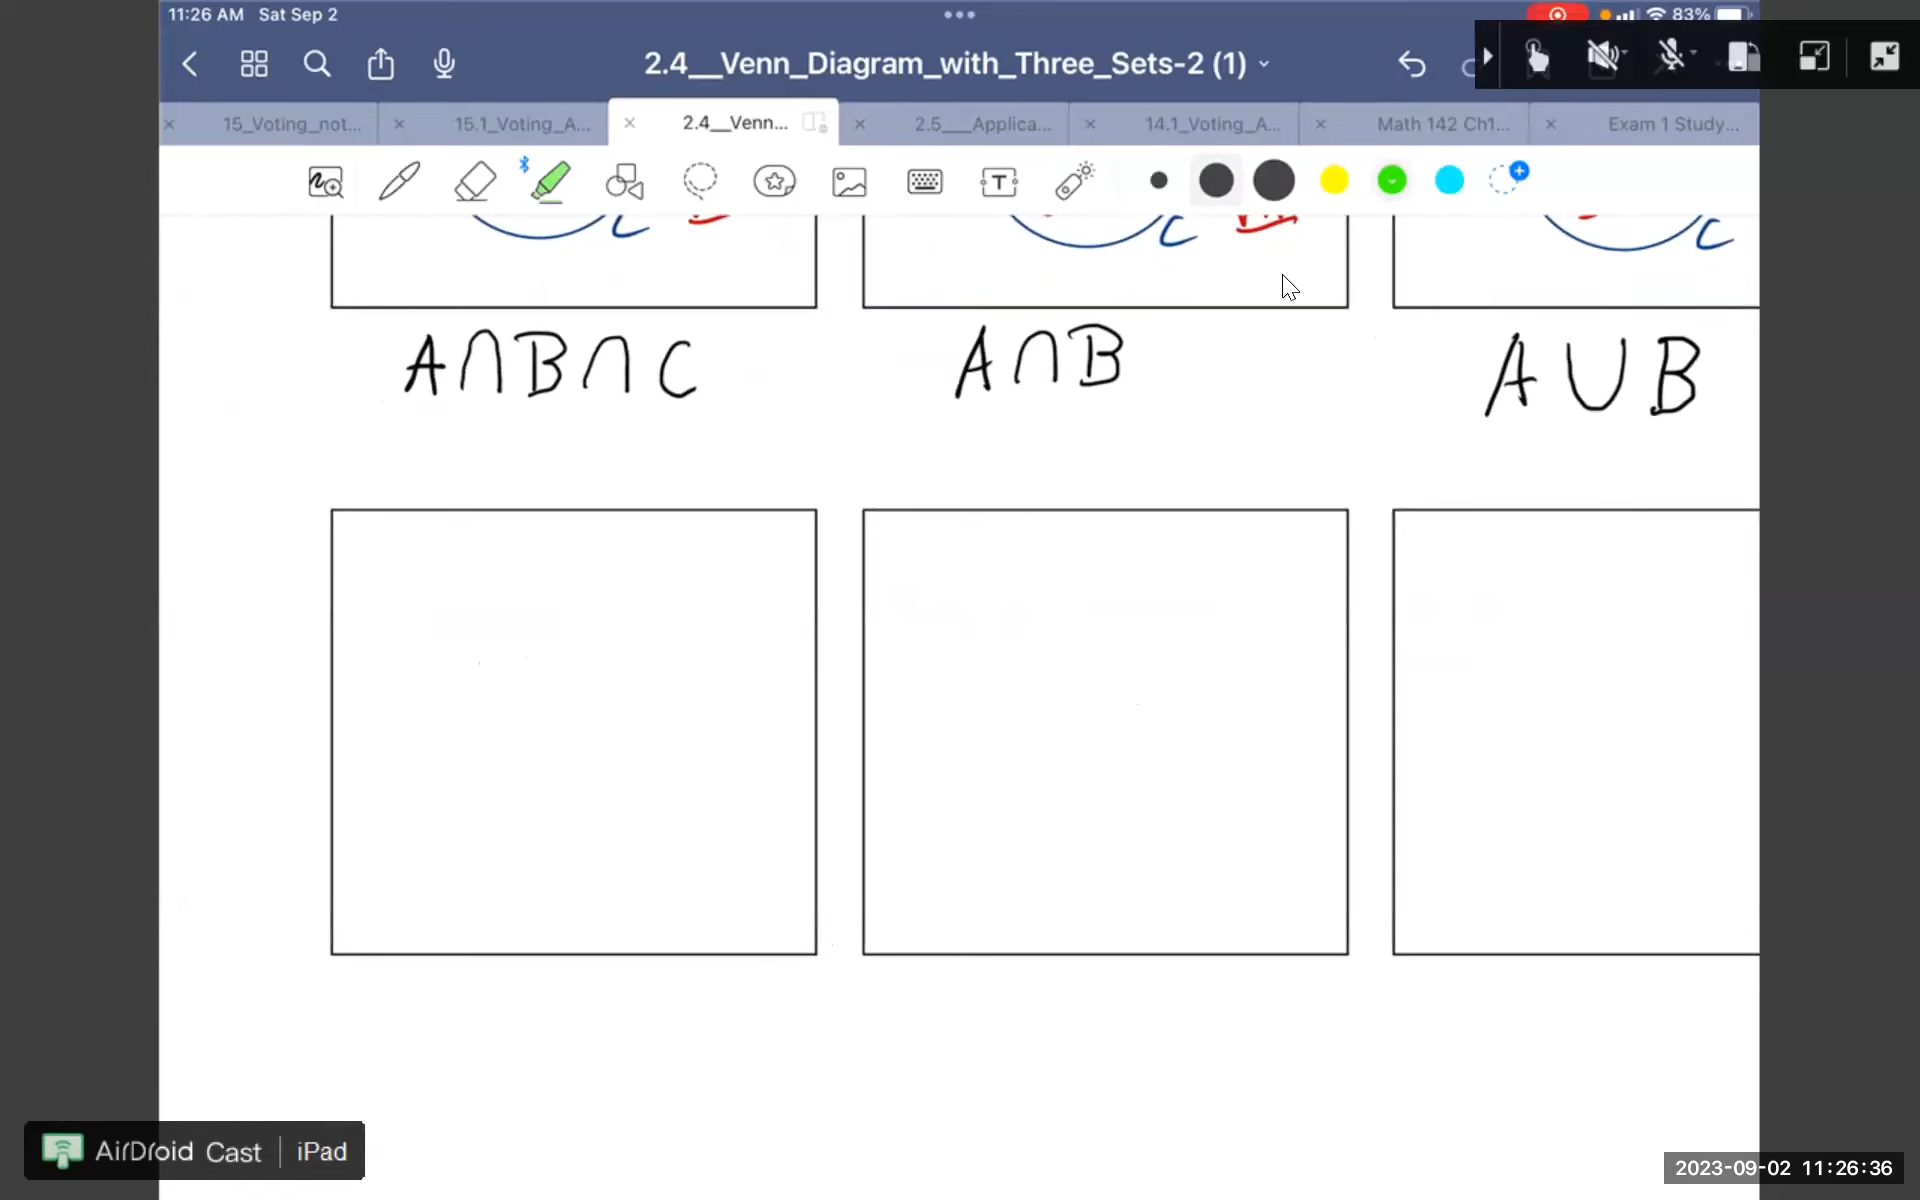 11:26 AM Sat Sep 2
83%
2.4__Venn_Diagram_with_Three_Sets-2 (1)
15_Voting_not...
15.1_Voting_A...
2.4__Venn...
2.5___Applica...
14.1_Voting_A...
Math 142 Ch1...
Exam 1 Study...
T
C
C
C
A∩B∩C
A∩B
A∪B
AirDroid Cast | iPad
2023-09-02 11:26:36